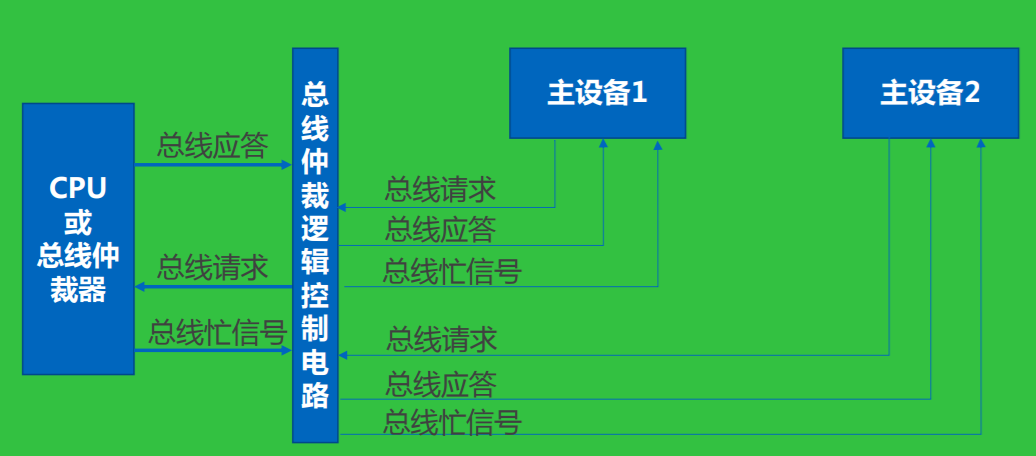 CPU
或
总线仲
裁器
总线应答
总线请求
总线忙信号
总线仲裁逻辑控制电路
主设备1
总线请求
总线应答
总线忙信号
主设备2
总线请求
总线应答
总线忙信号